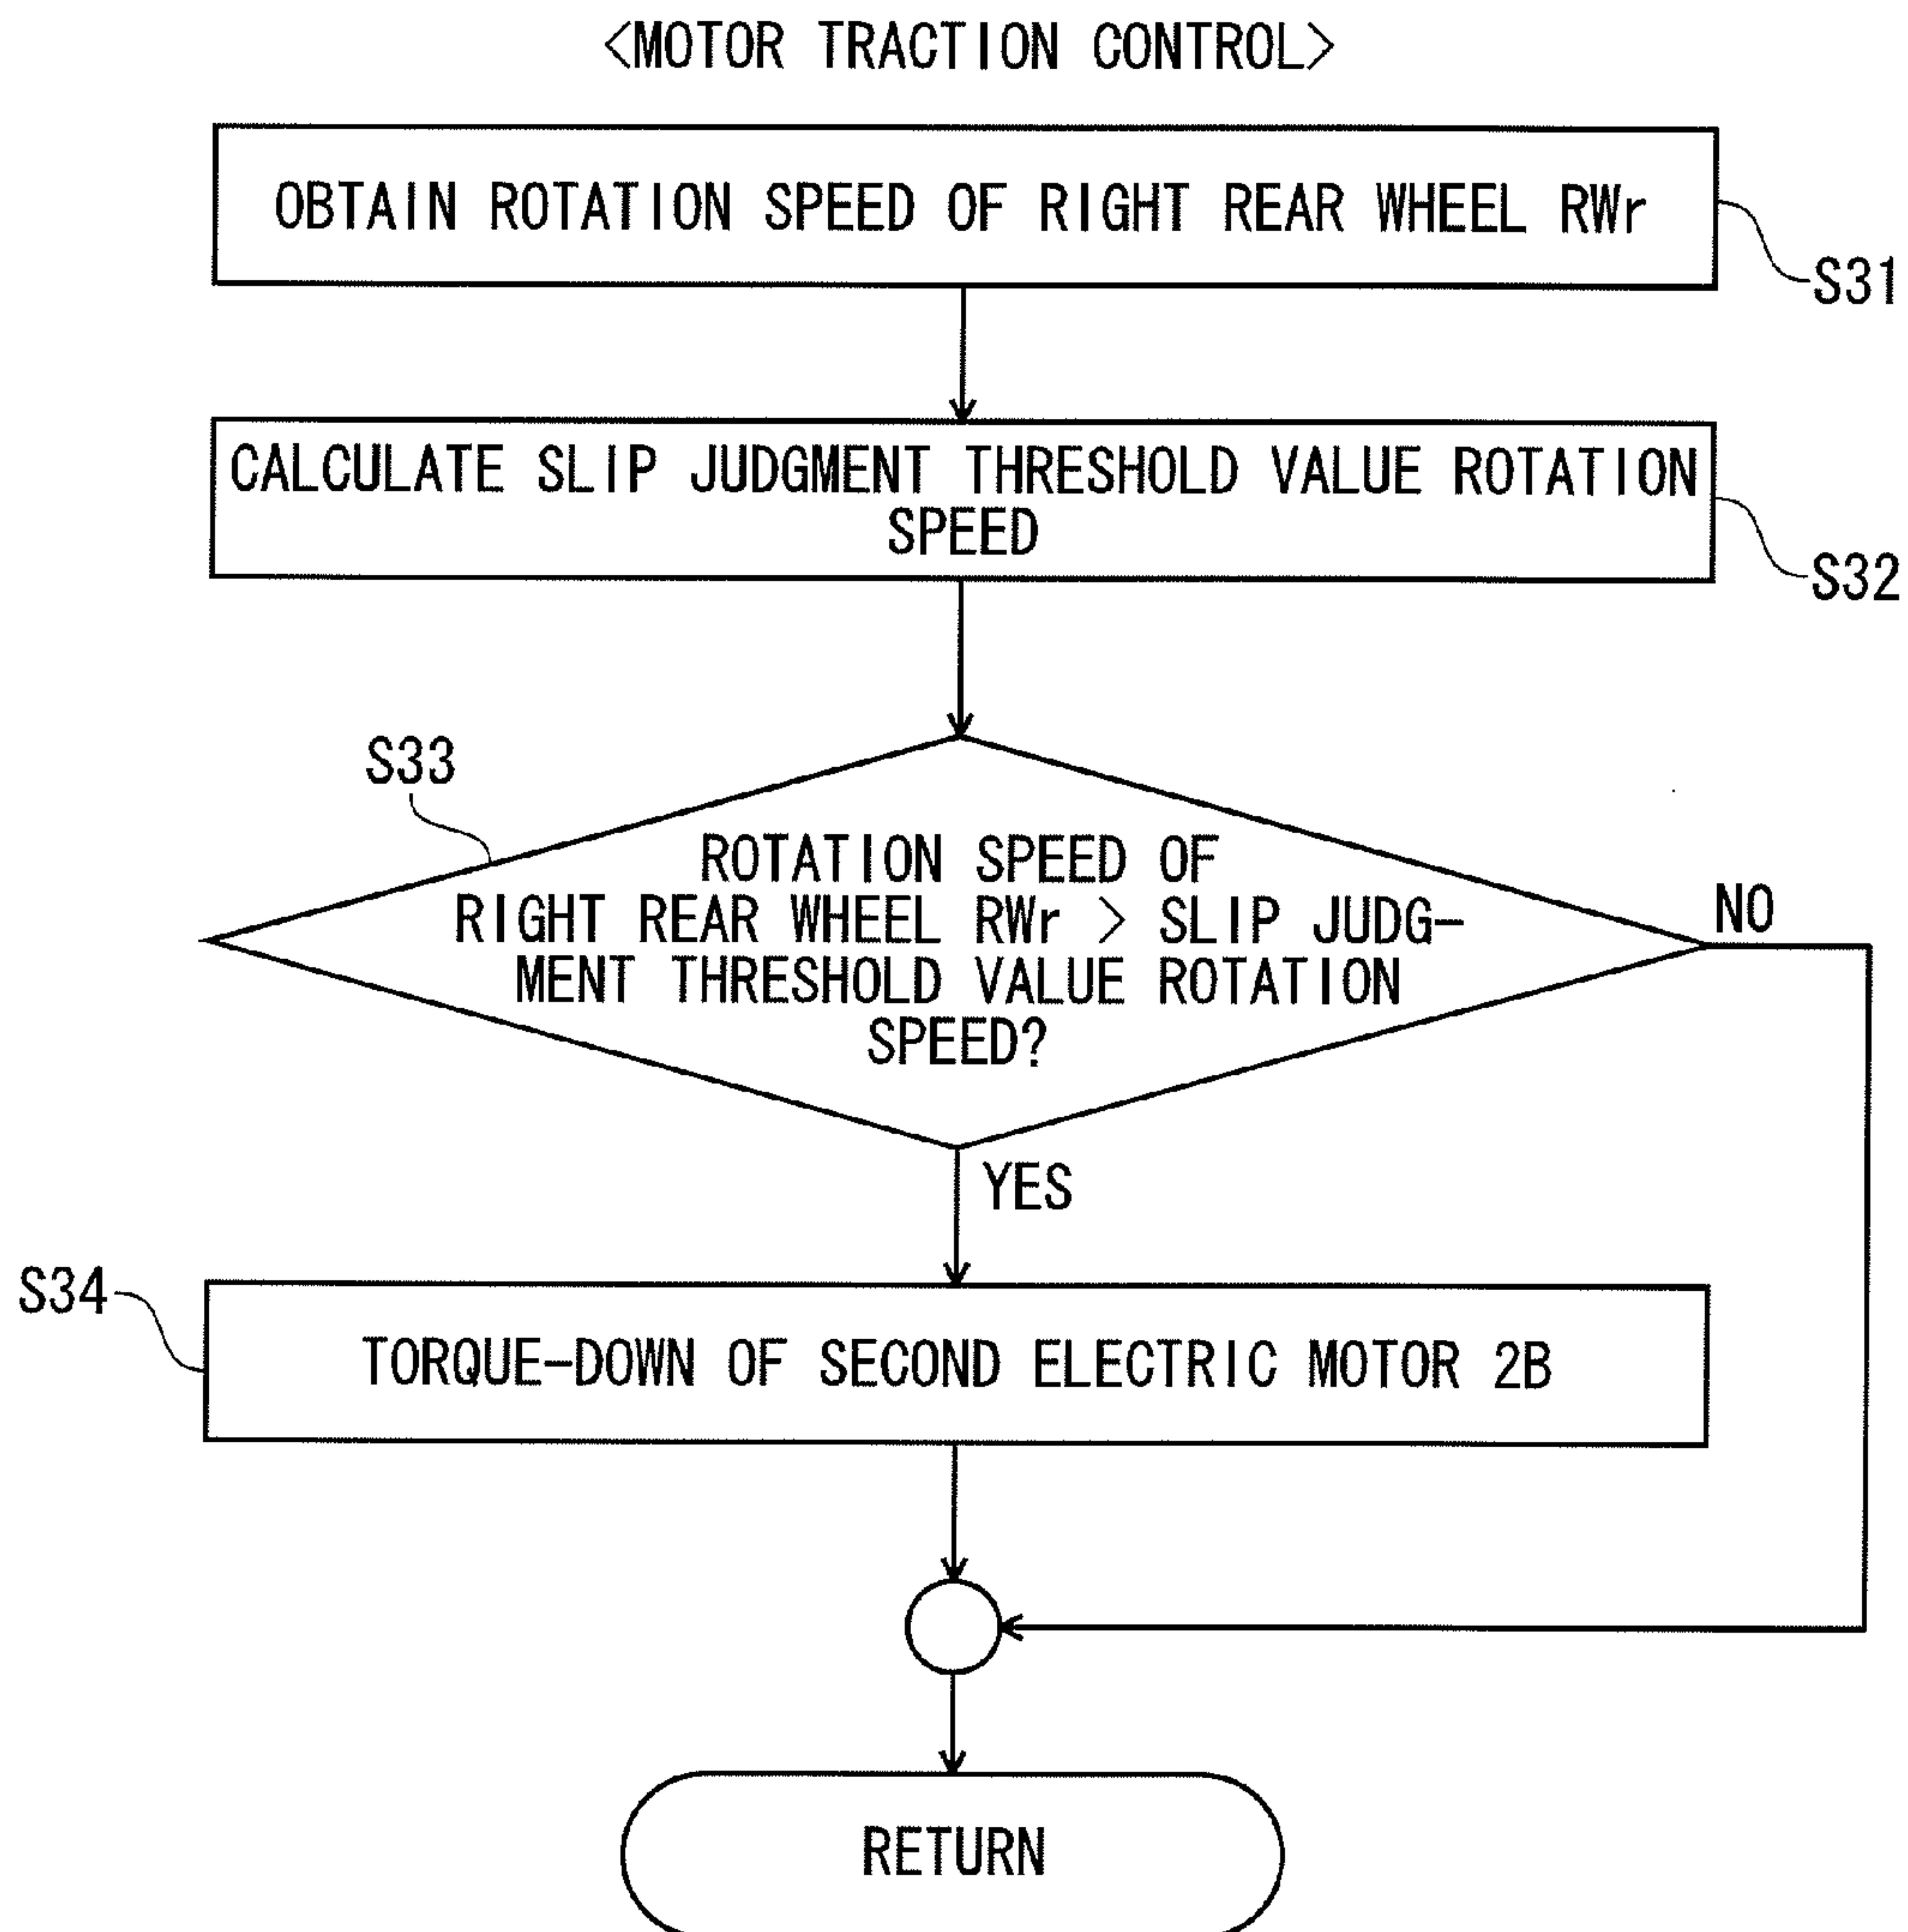 <MOTOR TRACTION CONTROL>
OBTAIN ROTATION SPEED OF RIGHT REAR WHEEL RWr
S31
CALCULATE SLIP JUDGMENT THRESHOLD VALUE ROTATION
SPEED
S32
S33
ROTATION SPEED OF
RIGHT REAR WHEEL RWr > SLIP JUDG-
MENT THRESHOLD VALUE ROTATION
SPEED?
NO
YES
S34
TORQUE-DOWN OF SECOND ELECTRIC MOTOR 2B
RETURN